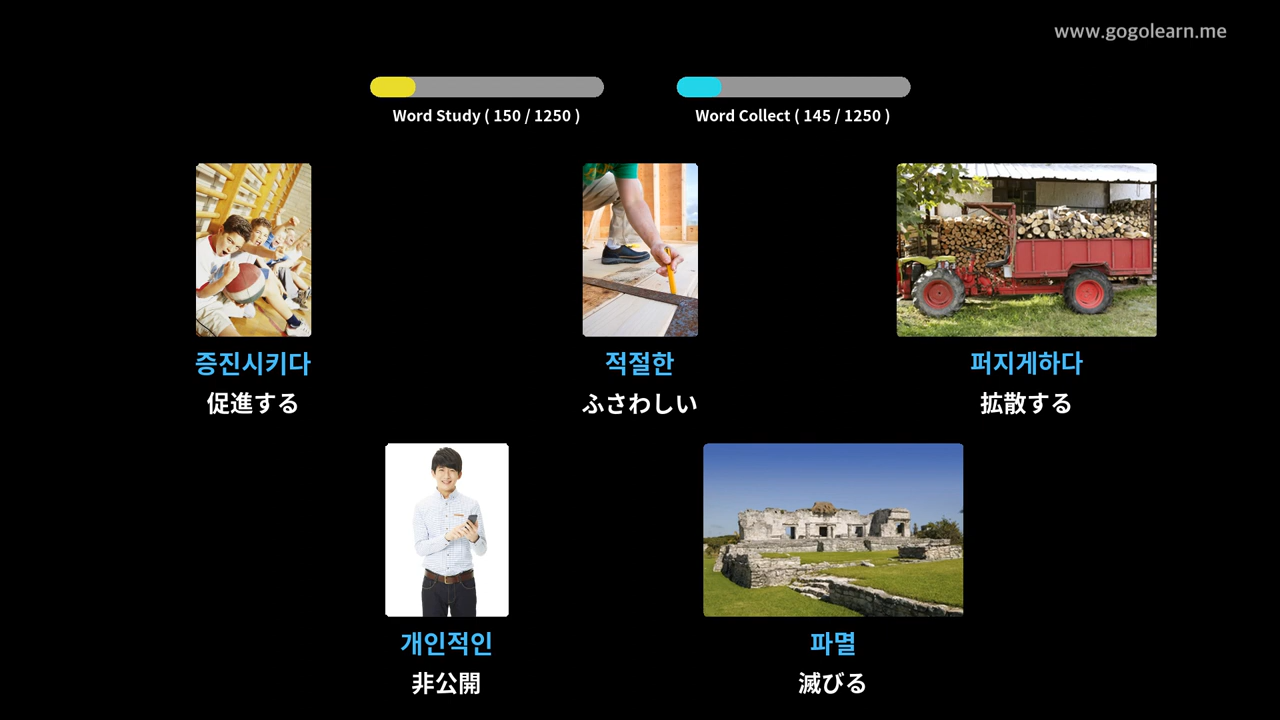 www.gogolearn.me
Word Study ( 150 / 1250 )
Word Collect ( 145 / 1250 )
증진시키다
促進する
적절한
ふさわしい
퍼지게하다
拡散する
개인적인
非公開
파멸
滅びる